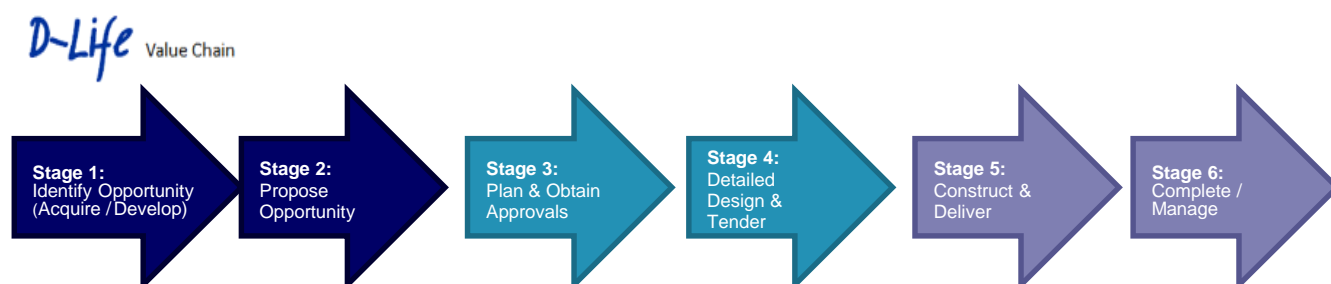 D~Life Value Chain
Stage 1:
Identify Opportunity
(Acquire / Develop)
Stage 2:
Propose
Opportunity
Stage 3:
Plan & Obtain
Approvals
Stage 4:
Detailed
Design &
Tender
Stage 5:
Construct &
Deliver
Stage 6:
Complete /
Manage